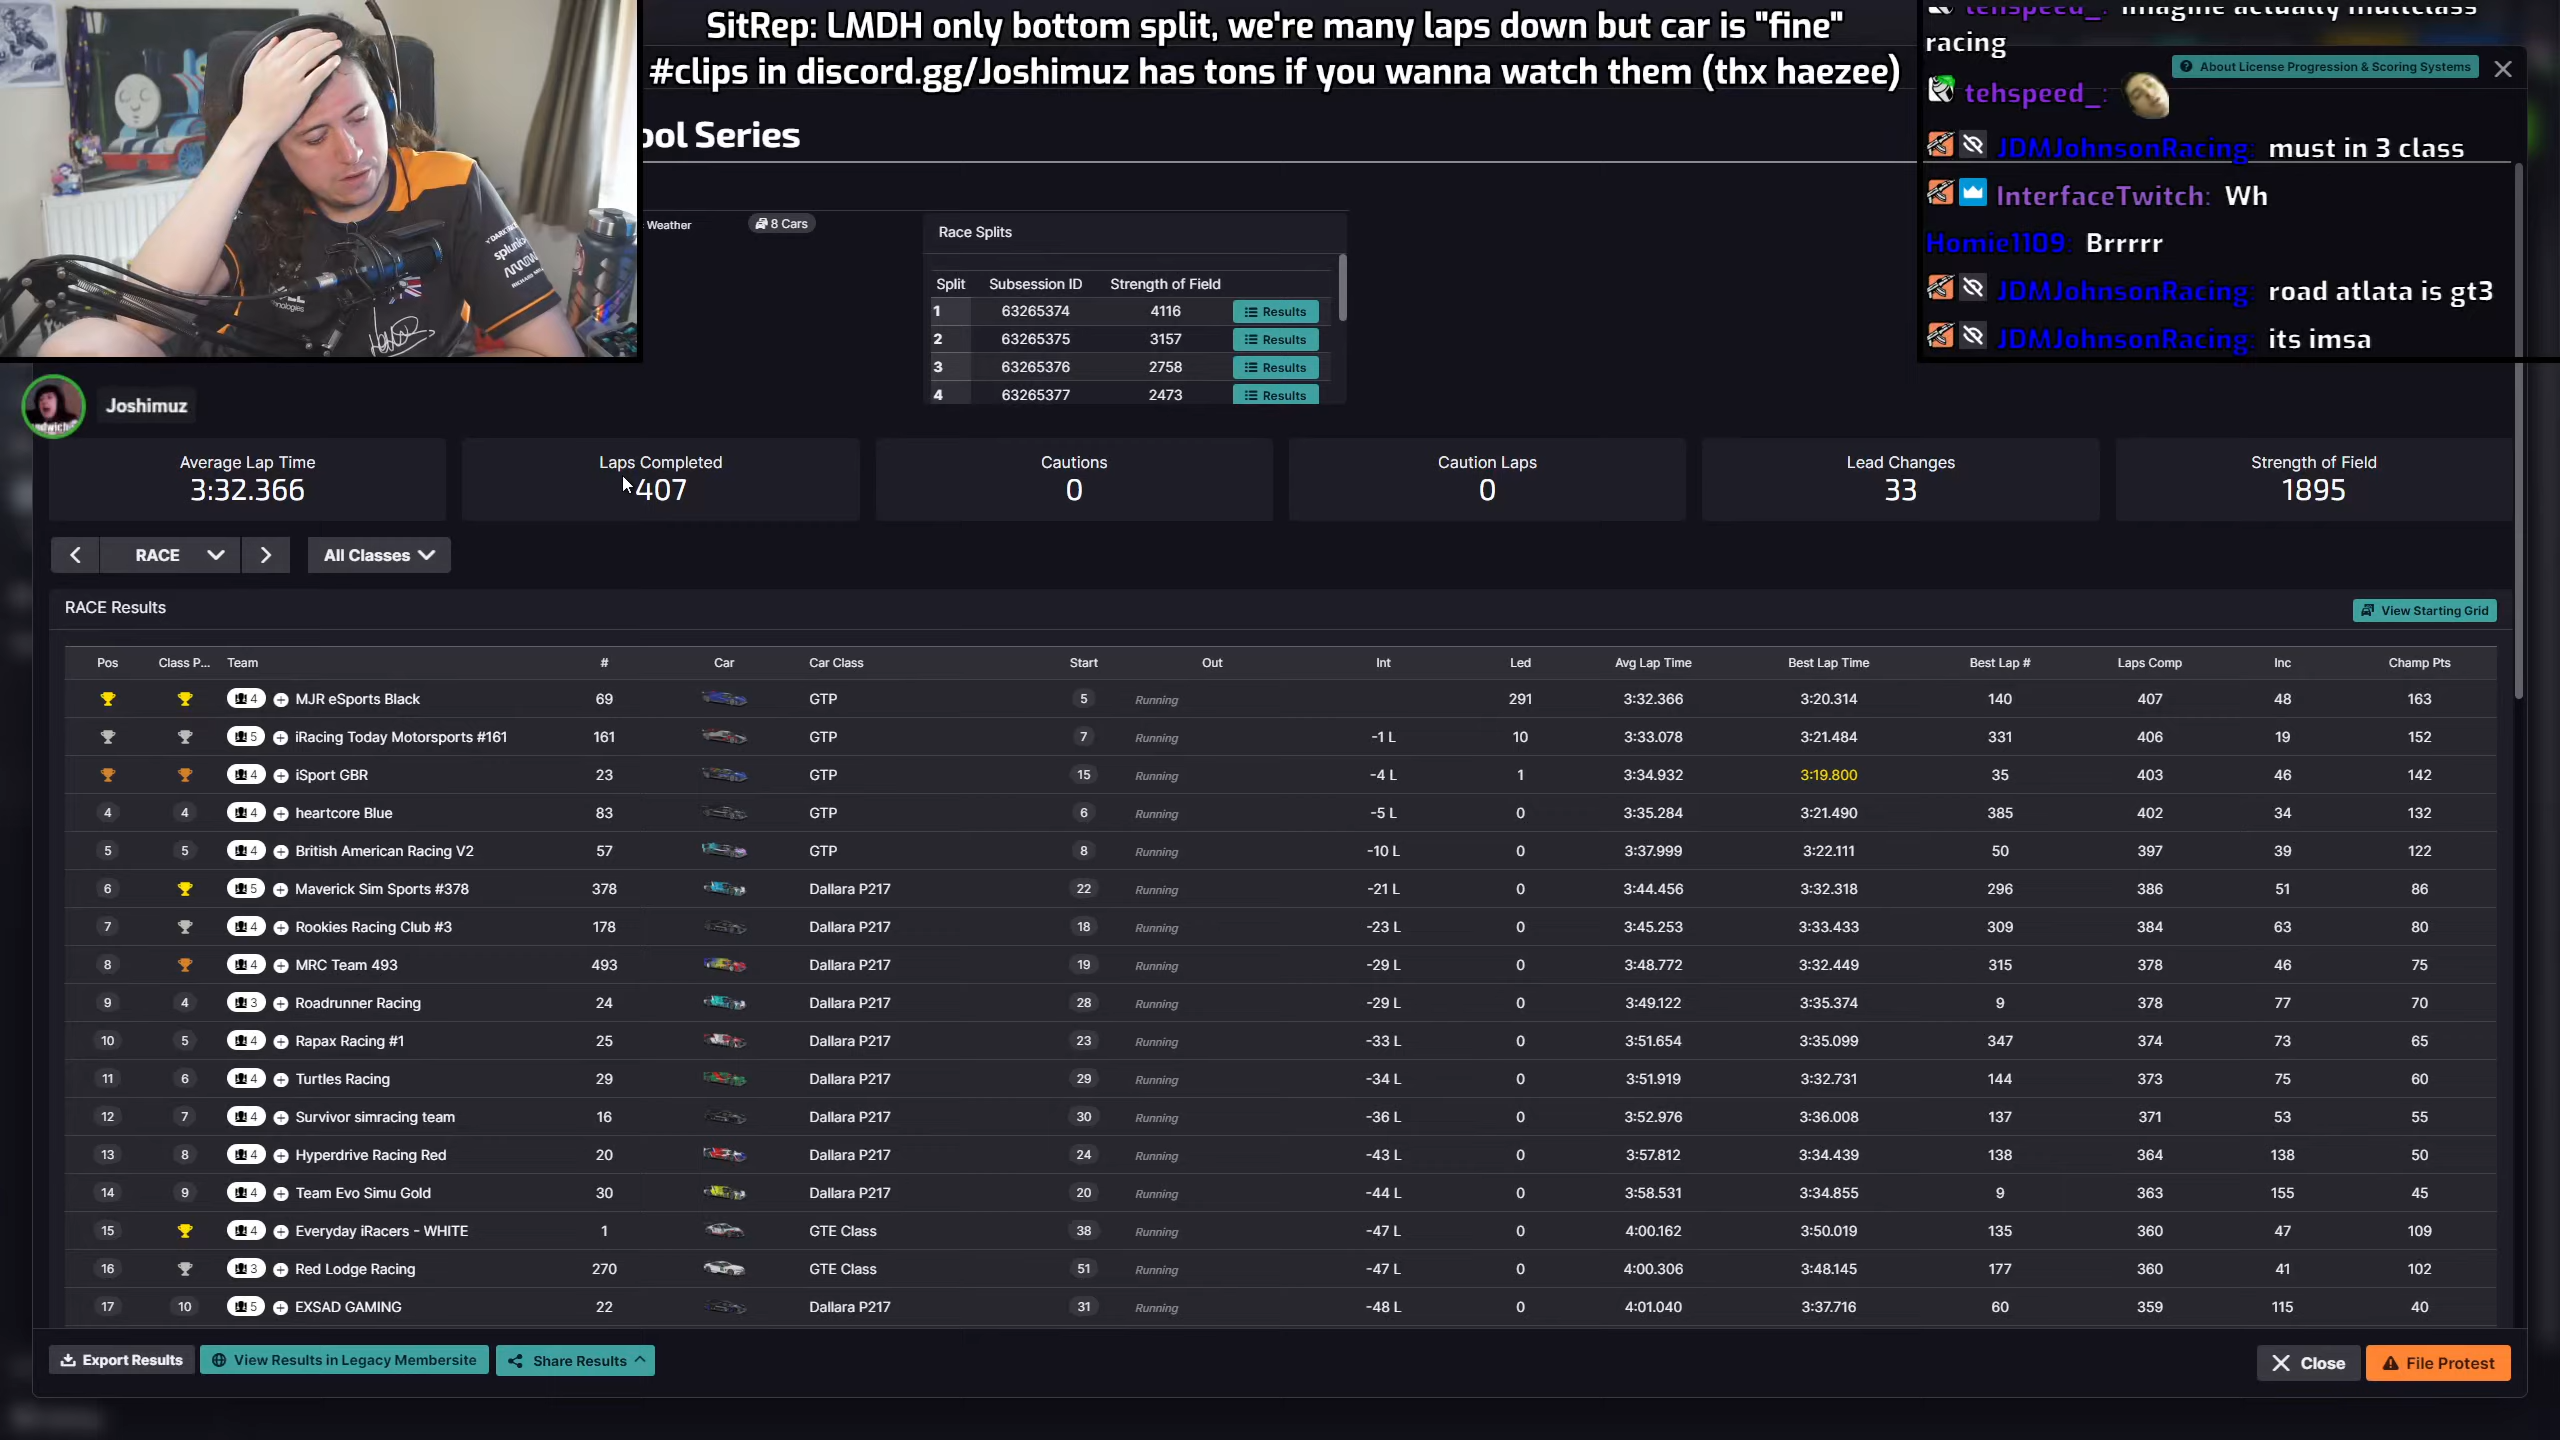 SitRep: LMDH only bottom split, we're many laps down but car is "fine"
#clips in discord.gg/Joshimuz has tons if you wanna watch them (thx haezee)
tehspeed_: imagine actually multclass
racing
About License Progression & Scoring Systems
tehspeed_:
JDMJohnsonRacing: must in 3 class
InterfaceTwitch: Wh
Homie1109: Brrrrr
JDMJohnsonRacing: road atlata is gt3
JDMJohnsonRacing: its imsa
ool Series
Weather
8 Cars
Race Splits
Split Subsession ID Strength of Field
1 63265374 4116 Results
2 63265375 3157 Results
3 63265376 2758 Results
4 63265377 2473 Results
splunk>
Joshimuz
Average Lap Time
3:32.366
Laps Completed
407
Cautions
0
Caution Laps
0
Lead Changes
33
Strength of Field
1895
RACE
All Classes
RACE Results
View Starting Grid
Pos Class P... Team # Car Car Class Start Out Int Led Avg Lap Time Best Lap Time Best Lap # Laps Comp Inc Champ Pts
4 MJR eSports Black 69 GTP 5 Running 291 3:32.366 3:20.314 140 407 48 163
5 iRacing Today Motorsports #161 161 GTP 7 Running -1 L 10 3:33.078 3:21.484 331 406 19 152
4 iSport GBR 23 GTP 15 Running -4 L 1 3:34.932 3:19.800 35 403 46 142
4 4 4 heartcore Blue 83 GTP 6 Running -5 L 0 3:35.284 3:21.490 385 402 34 132
5 5 4 British American Racing V2 57 GTP 8 Running -10 L 0 3:37.999 3:22.111 50 397 39 122
6 5 Maverick Sim Sports #378 378 Dallara P217 22 Running -21 L 0 3:44.456 3:32.318 296 386 51 86
7 4 Rookies Racing Club #3 178 Dallara P217 18 Running -23 L 0 3:45.253 3:33.433 309 384 63 80
8 4 MRC Team 493 493 Dallara P217 19 Running -29 L 0 3:48.772 3:32.449 315 378 46 75
9 4 3 Roadrunner Racing 24 Dallara P217 28 Running -29 L 0 3:49.122 3:35.374 9 378 77 70
10 5 4 Rapax Racing #1 25 Dallara P217 23 Running -33 L 0 3:51.654 3:35.099 347 374 73 65
11 6 4 Turtles Racing 29 Dallara P217 29 Running -34 L 0 3:51.919 3:32.731 144 373 75 60
12 7 4 Survivor simracing team 16 Dallara P217 30 Running -36 L 0 3:52.976 3:36.008 137 371 53 55
13 8 4 Hyperdrive Racing Red 20 Dallara P217 24 Running -43 L 0 3:57.812 3:34.439 138 364 138 50
14 9 4 Team Evo Simu Gold 30 Dallara P217 20 Running -44 L 0 3:58.531 3:34.855 9 363 155 45
15 4 Everyday iRacers - WHITE 1 GTE Class 38 Running -47 L 0 4:00.162 3:50.019 135 360 47 109
16 3 Red Lodge Racing 270 GTE Class 51 Running -47 L 0 4:00.306 3:48.145 177 360 41 102
17 10 5 EXSAD GAMING 22 Dallara P217 31 Running -48 L 0 4:01.040 3:37.716 60 359 115 40
Export Results View Results in Legacy Membersite Share Results Close File Protest